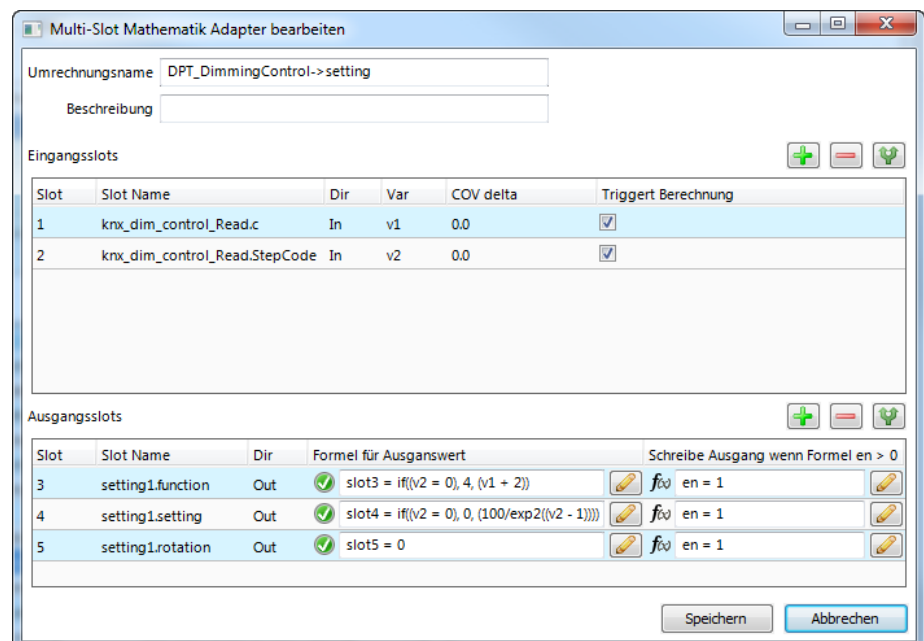 Multi-Slot Mathematik Adapter bearbeiten
Umrechnungsname DPT_DimmingControl->setting
Beschreibung
Eingangsslots
Slot Slot Name Dir Var COV delta Triggert Berechnung
1 knx_dim_control_Read.c In v1 0.0
2 knx_dim_control_Read.StepCode In v2 0.0
Ausgangsslots
Slot Slot Name Dir Formel für Ausganswert Schreibe Ausgang wenn Formel en > 0
3 setting1.function Out slot3 = if((v2 = 0), 4, (v1 + 2)) f(x) en = 1
4 setting1.setting Out slot4 = if((v2 = 0), 0, (100/exp2((v2 - 1)))) f(x) en = 1
5 setting1.rotation Out slot5 = 0 f(x) en = 1
Speichern Abbrechen